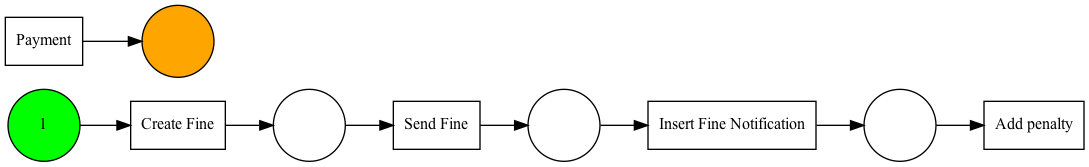 Payment
1
Create Fine
Send Fine
Insert Fine Notification
Add penalty